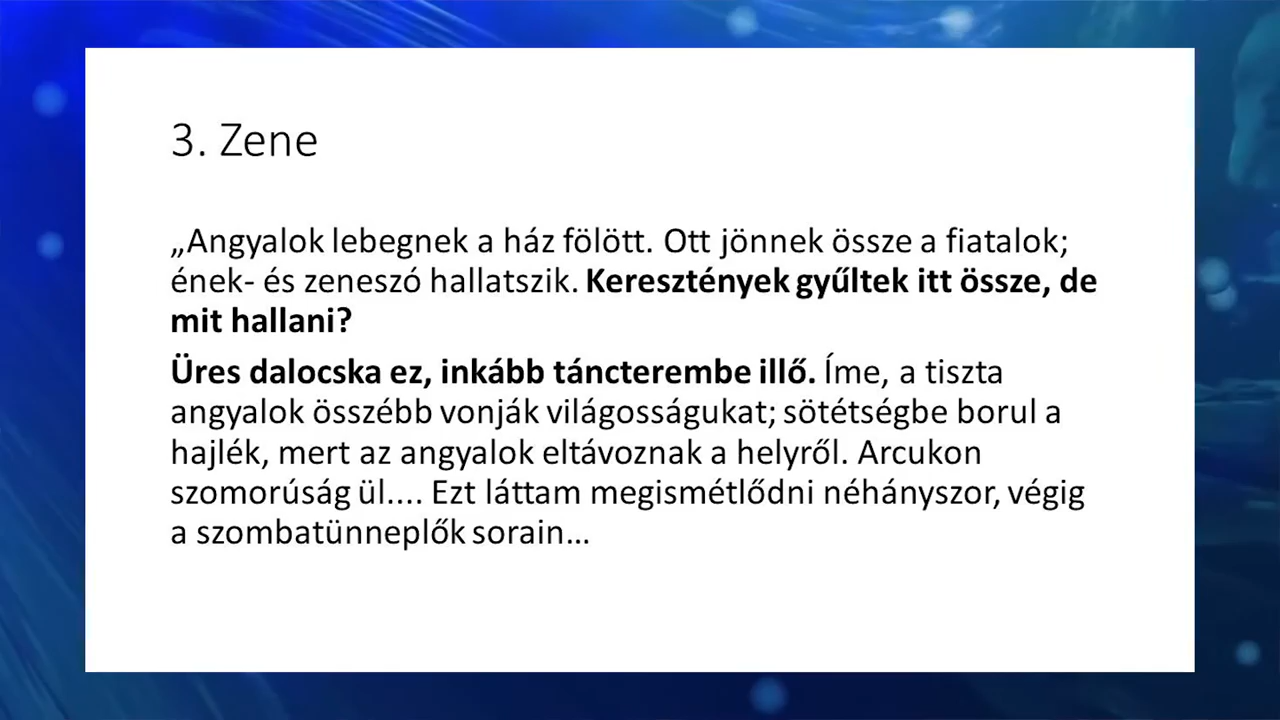 3. Zene
„Angyalok lebegnek a ház fölött. Ott jönnek össze a fiatalok;
ének- és zeneszó hallatszik. Keresztények gyűltek itt össze, de
mit hallani?
Üres dalocska ez, inkább táncterembe illő. Íme, a tiszta
angyalok összébb vonják világosságukat; sötétségbe borul a
hajlék, mert az angyalok eltávoznak a helyről. Arcukon
szomorúság ül.... Ezt láttam megismétlődni néhányszor, végig
a szombatünneplők sorain...